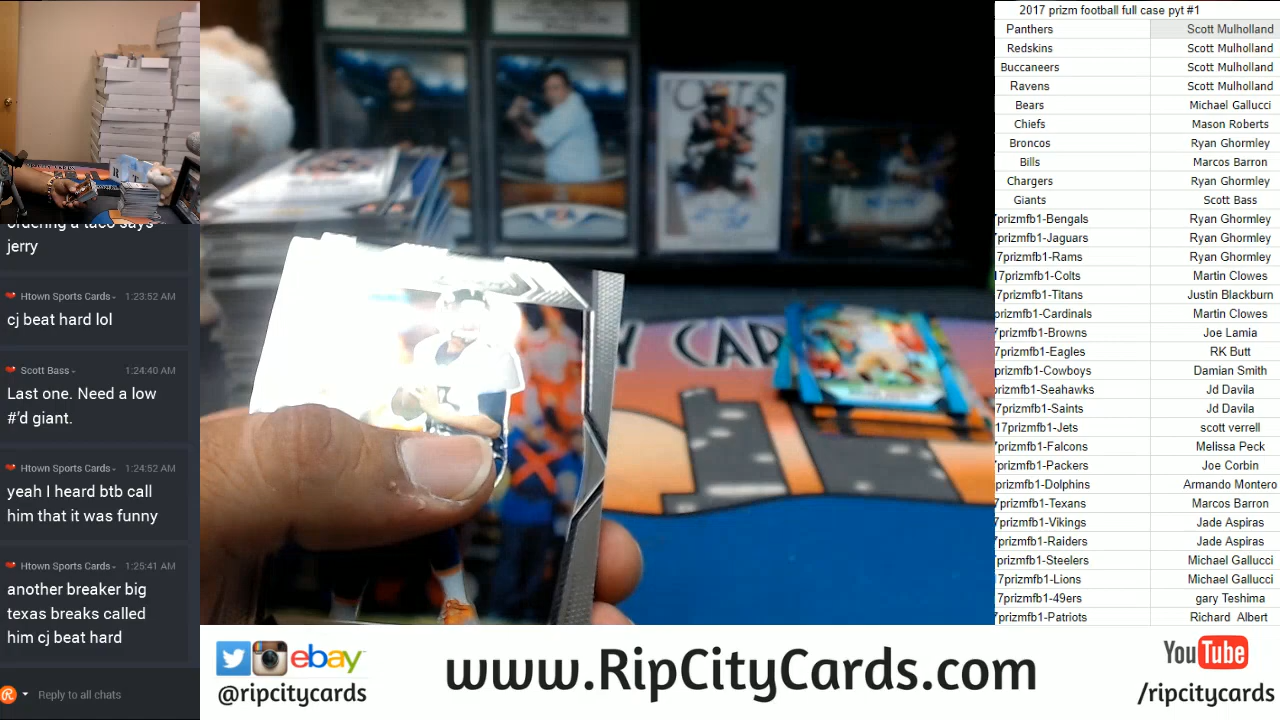 ordering a taco says
jerry
Htown Sports Cards 1:23:52 AM
cj beat hard lol
Scott Bass 1:24:40 AM
Last one. Need a low
#'d giant.
Htown Sports Cards 1:24:52 AM
yeah I heard btb call
him that it was funny
Htown Sports Cards 1:25:41 AM
another breaker big
texas breaks called
him cj beat hard
Reply to all chats
Y CAR
2017 prizm football full case pyt #1
Panthers Scott Mulholland
Redskins Scott Mulholland
Buccaneers Scott Mulholland
Ravens Scott Mulholland
Bears Michael Gallucci
Chiefs Mason Roberts
Broncos Ryan Ghormley
Bills Marcos Barron
Chargers Ryan Ghormley
Giants Scott Bass
7prizmfb1-Bengals Ryan Ghormley
7prizmfb1-Jaguars Ryan Ghormley
7prizmfb1-Rams Ryan Ghormley
17prizmfb1-Colts Martin Clowes
7prizmfb1-Titans Justin Blackburn
prizmfb1-Cardinals Martin Clowes
7prizmfb1-Browns Joe Lamia
7prizmfb1-Eagles RK Butt
prizmfb1-Cowboys Damian Smith
prizmfb1-Seahawks Jd Davila
7prizmfb1-Saints Jd Davila
17prizmfb1-Jets scott verrell
7prizmfb1-Falcons Melissa Peck
prizmfb1-Packers Joe Corbin
prizmfb1-Dolphins Armando Montero
7prizmfb1-Texans Marcos Barron
prizmfb1-Vikings Jade Aspiras
prizmfb1-Raiders Jade Aspiras
prizmfb1-Steelers Michael Gallucci
17prizmfb1-Lions Michael Gallucci
7prizmfb1-49ers gary Teshima
7prizmfb1-Patriots Richard Albert
ebay
@ripcitycards
www.RipCityCards.com
YouTube
/ripcitycards